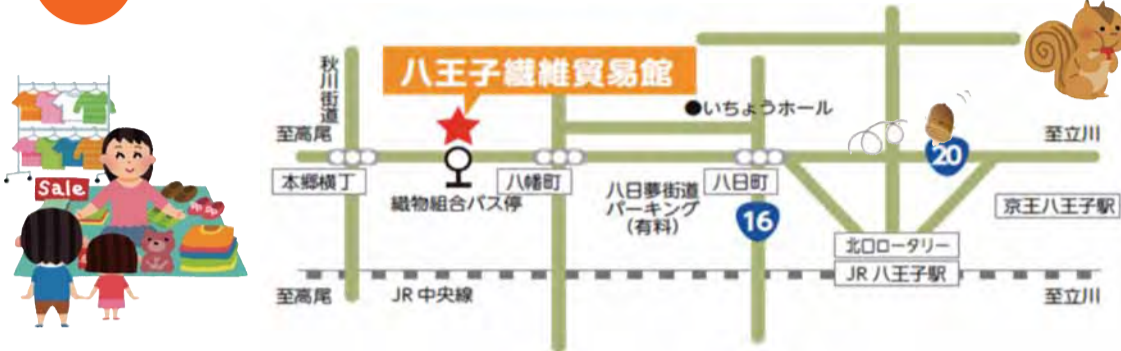 八王子繊維貿易館
秋川街道
●いちょうホール
至高尾
至立川
20
Sale
本郷横丁
八幡町
八日町
織物組合バス停
八日夢街道
パーキング
(有料)
16
京王八王子駅
北口ロータリー
JR 八王子駅
至高尾
JR 中央線
至立川